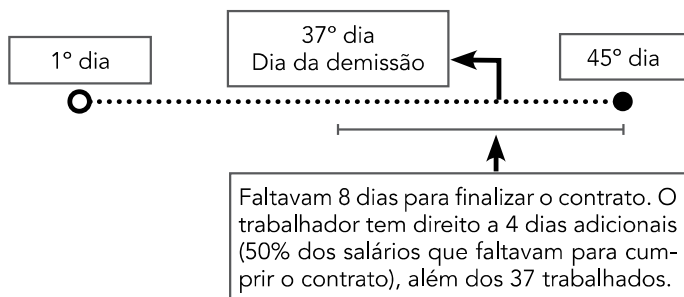 1º dia
37º dia
Dia da demissão
45º dia
Faltavam 8 dias para finalizar o contrato. O
trabalhador tem direito a 4 dias adicionais
(50% dos salários que faltavam para cum-
prir o contrato), além dos 37 trabalhados.